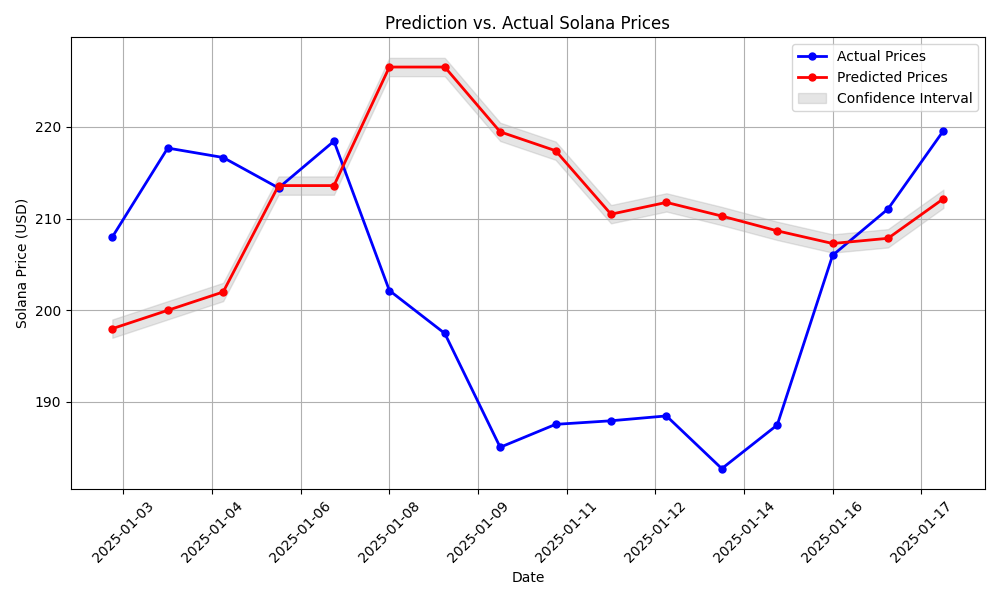 Prediction vs. Actual Solana Prices
Actual Prices
Predicted Prices
Confidence Interval
Solana Price (USD)
220
210
200
190
2025-01-03
2025-01-04
2025-01-06
2025-01-08
2025-01-09
2025-01-11
2025-01-12
2025-01-14
2025-01-16
2025-01-17
Date